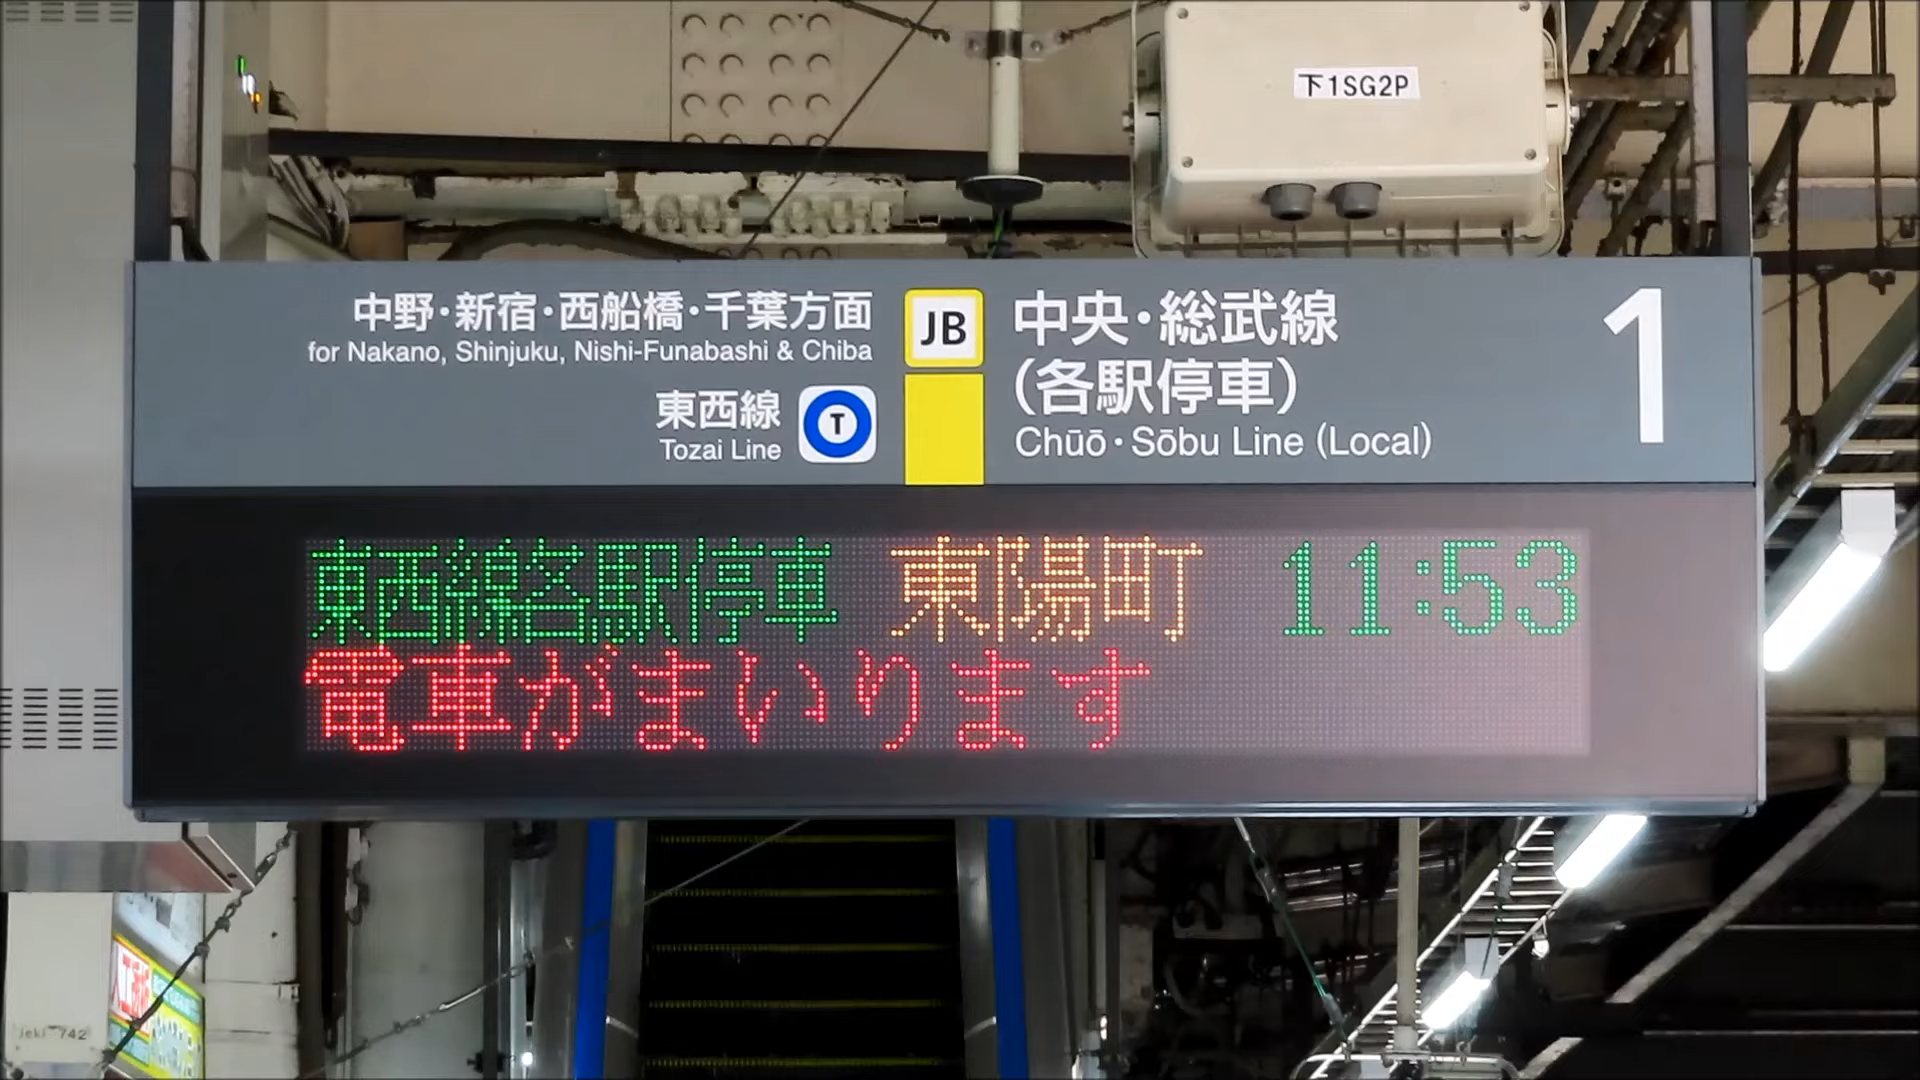 下1SG2P
中野・新宿・西船橋・千葉方面
for Nakano, Shinjuku, Nishi-Funabashi & Chiba
東西線 T
Tozai Line
JB
中央・総武線
(各駅停車)
Chūō・Sōbu Line (Local)
1
東西線各駅停車 東陽町 11:53
電車がまいります
jeki 742